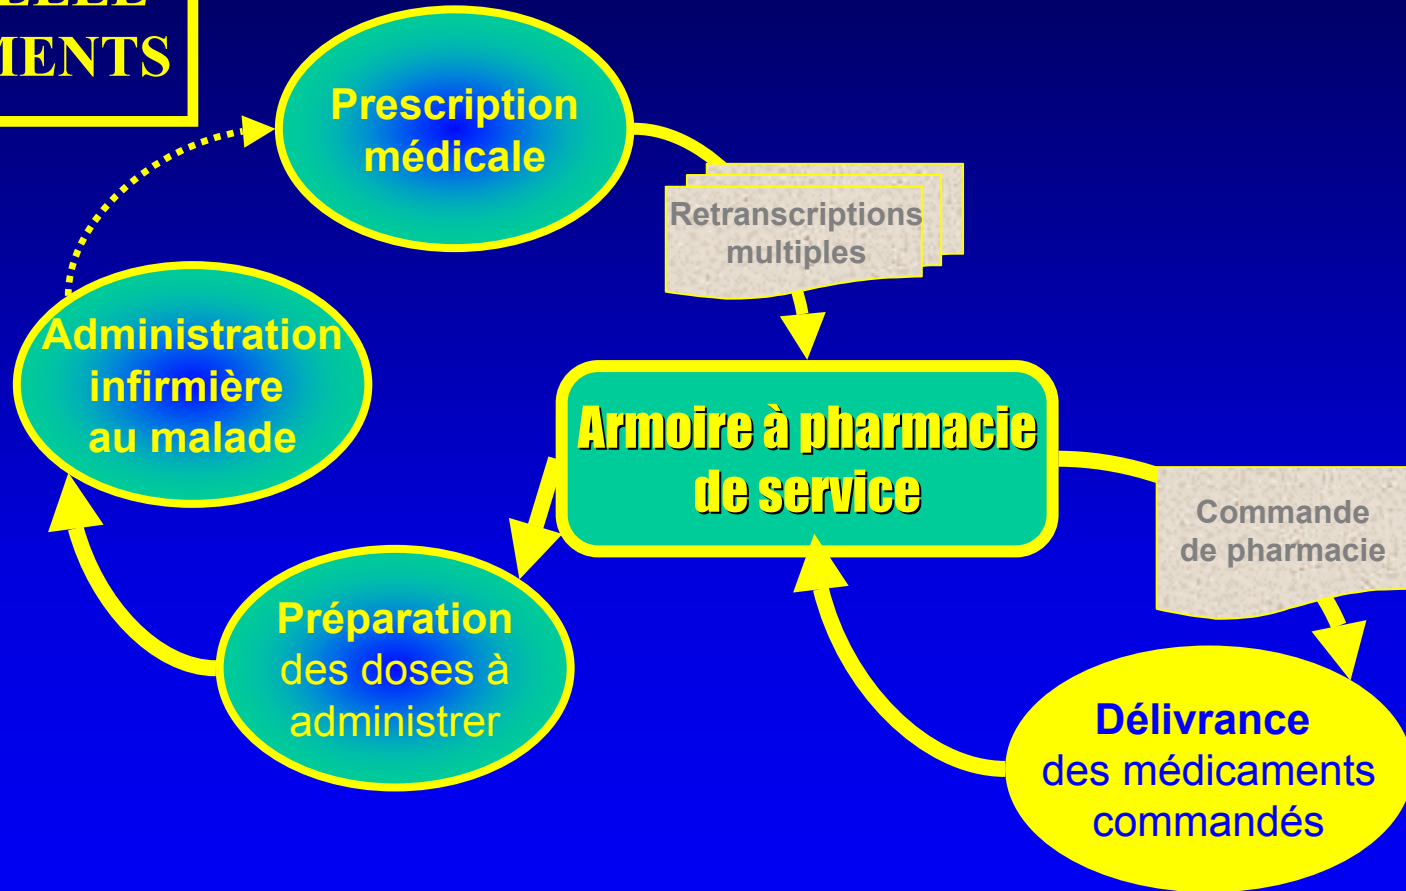 MENTS
Prescription
médicale
Retranscriptions
multiples
Administration
infirmière
au malade
Armoire à pharmacie
de service
Commande
de pharmacie
Préparation
des doses à
administrer
Délivrance
des médicaments
commandés